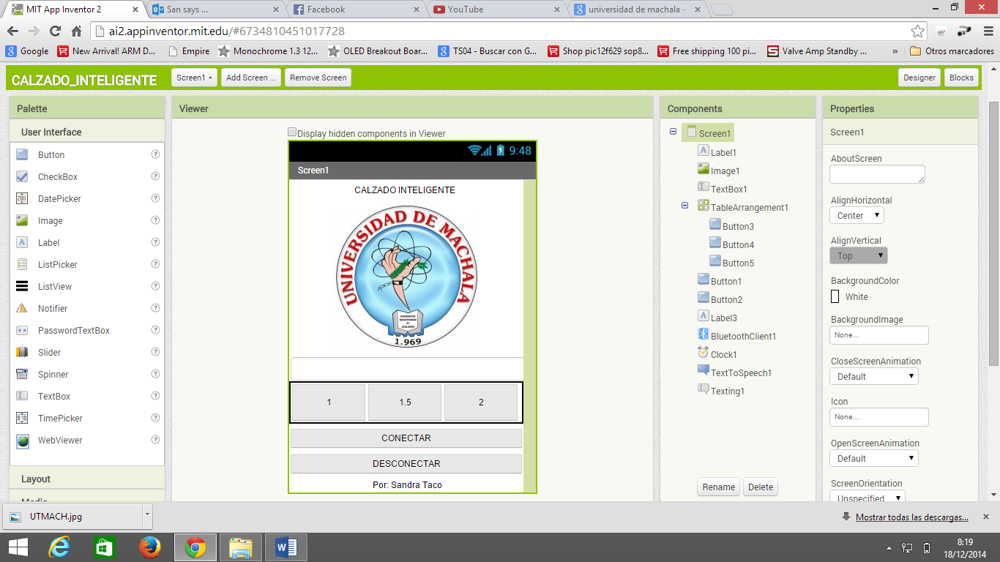 MIT App Inventor 2
San says ...
Facebook
YouTube
universidad de machala -
ai2.appinventor.mit.edu/#6734810451017728
Google
New Arrival! ARM D...
Empire
Monochrome 1.3 12...
OLED Breakout Boar...
TS04 - Buscar con G...
Shop pic12f629 sop8...
Free shipping 100 pi...
Valve Amp Standby ...
»
Otros marcadores
CALZADO_INTELIGENTE
Screen1
Add Screen ...
Remove Screen
Designer
Blocks
Palette
User Interface
Button
CheckBox
DatePicker
Image
Label
ListPicker
ListView
Notifier
PasswordTextBox
Slider
Spinner
TextBox
TimePicker
WebViewer
Layout
Media
Viewer
Display hidden components in Viewer
9:48
Screen1
CALZADO INTELIGENTE
UNIVERSIDAD DE MACHALA
1.969
1
1.5
2
CONECTAR
DESCONECTAR
Por: Sandra Taco
Components
Screen1
Label1
Image1
TextBox1
TableArrangement1
Button3
Button4
Button5
Button1
Button2
Label3
BluetoothClient1
Clock1
TextToSpeech1
Texting1
Rename
Delete
Properties
Screen1
AboutScreen
AlignHorizontal
Center
AlignVertical
Top
BackgroundColor
White
BackgroundImage
None...
CloseScreenAnimation
Default
Icon
None...
OpenScreenAnimation
Default
ScreenOrientation
Unspecified
UTMACH.jpg
Mostrar todas las descargas...
8:19
18/12/2014